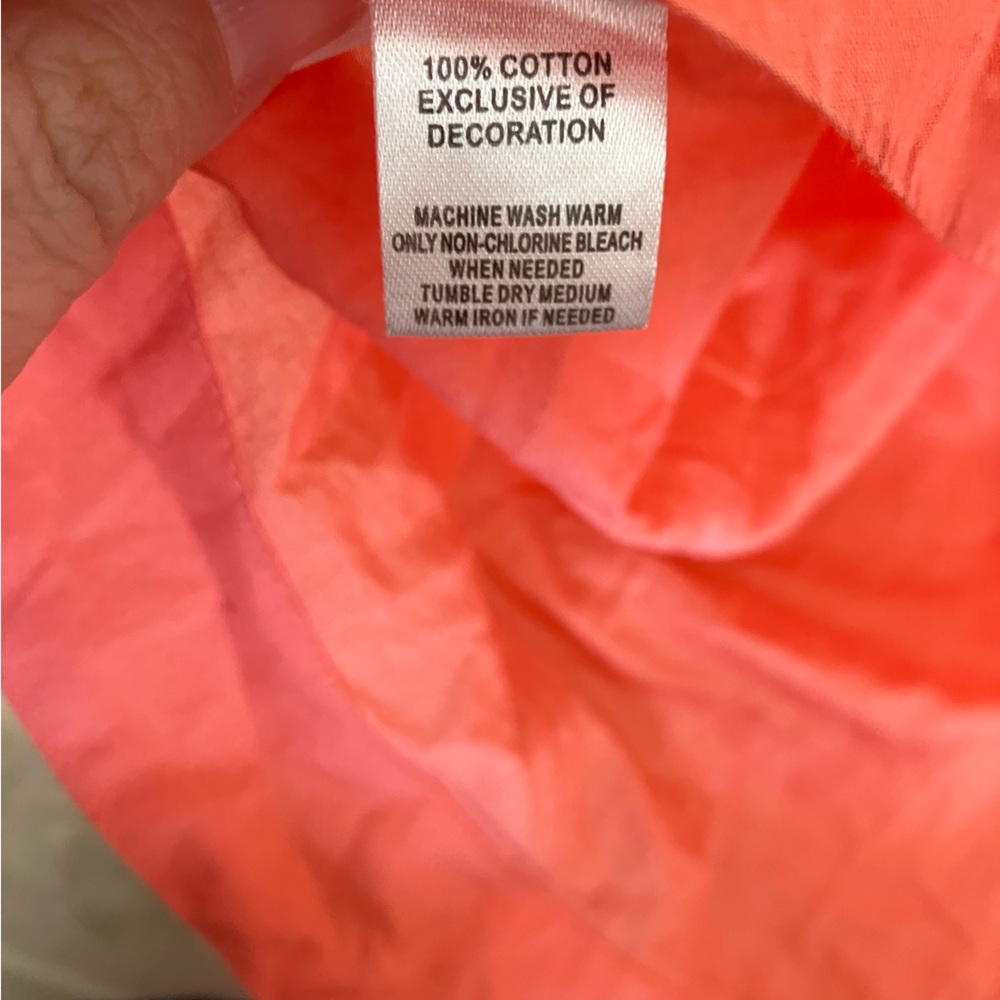 100% COTTON
EXCLUSIVE OF
DECORATION
MACHINE WASH WARM
ONLY NON-CHLORINE BLEACH
WHEN NEEDED
TUMBLE DRY MEDIUM
WARM IRON IF NEEDED